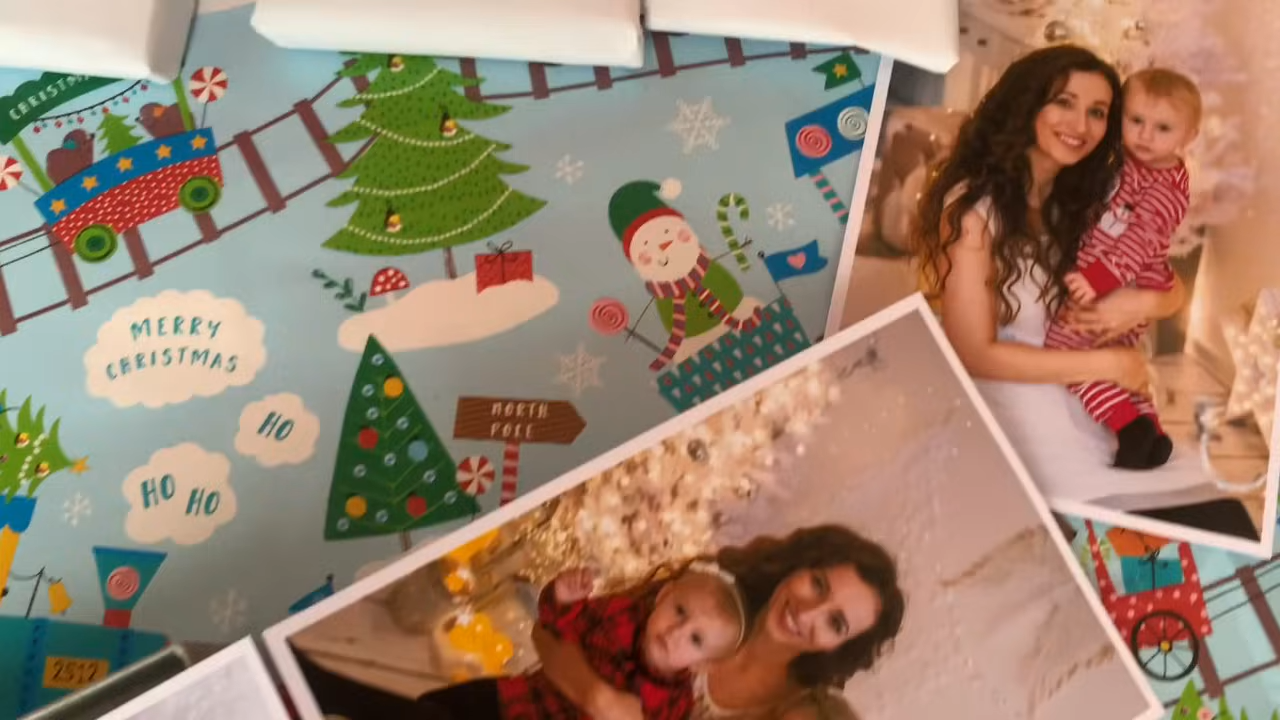 CHRISTMAS
MERRY
CHRISTMAS
HO
HO HO
NORTH
POLE
2512